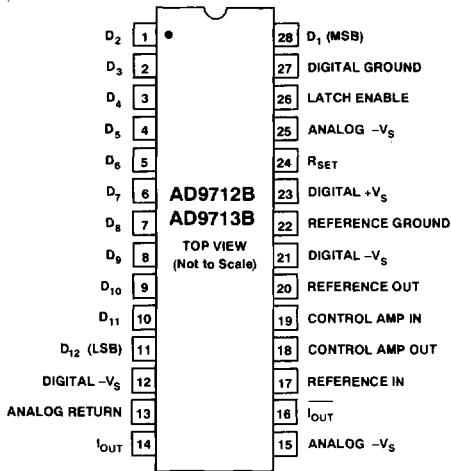 D2 1
D3 2
D4 3
D5 4
D6 5
D7 6
D8 7
D9 8
D10 9
D11 10
D12 (LSB) 11
DIGITAL –VS 12
ANALOG RETURN 13
IOUT 14
AD9712B
AD9713B
TOP VIEW
(Not to Scale)
28 D1 (MSB)
27 DIGITAL GROUND
26 LATCH ENABLE
25 ANALOG –VS
24 RSET
23 DIGITAL +VS
22 REFERENCE GROUND
21 DIGITAL –VS
20 REFERENCE OUT
19 CONTROL AMP IN
18 CONTROL AMP OUT
17 REFERENCE IN
16 IOUT
15 ANALOG –VS